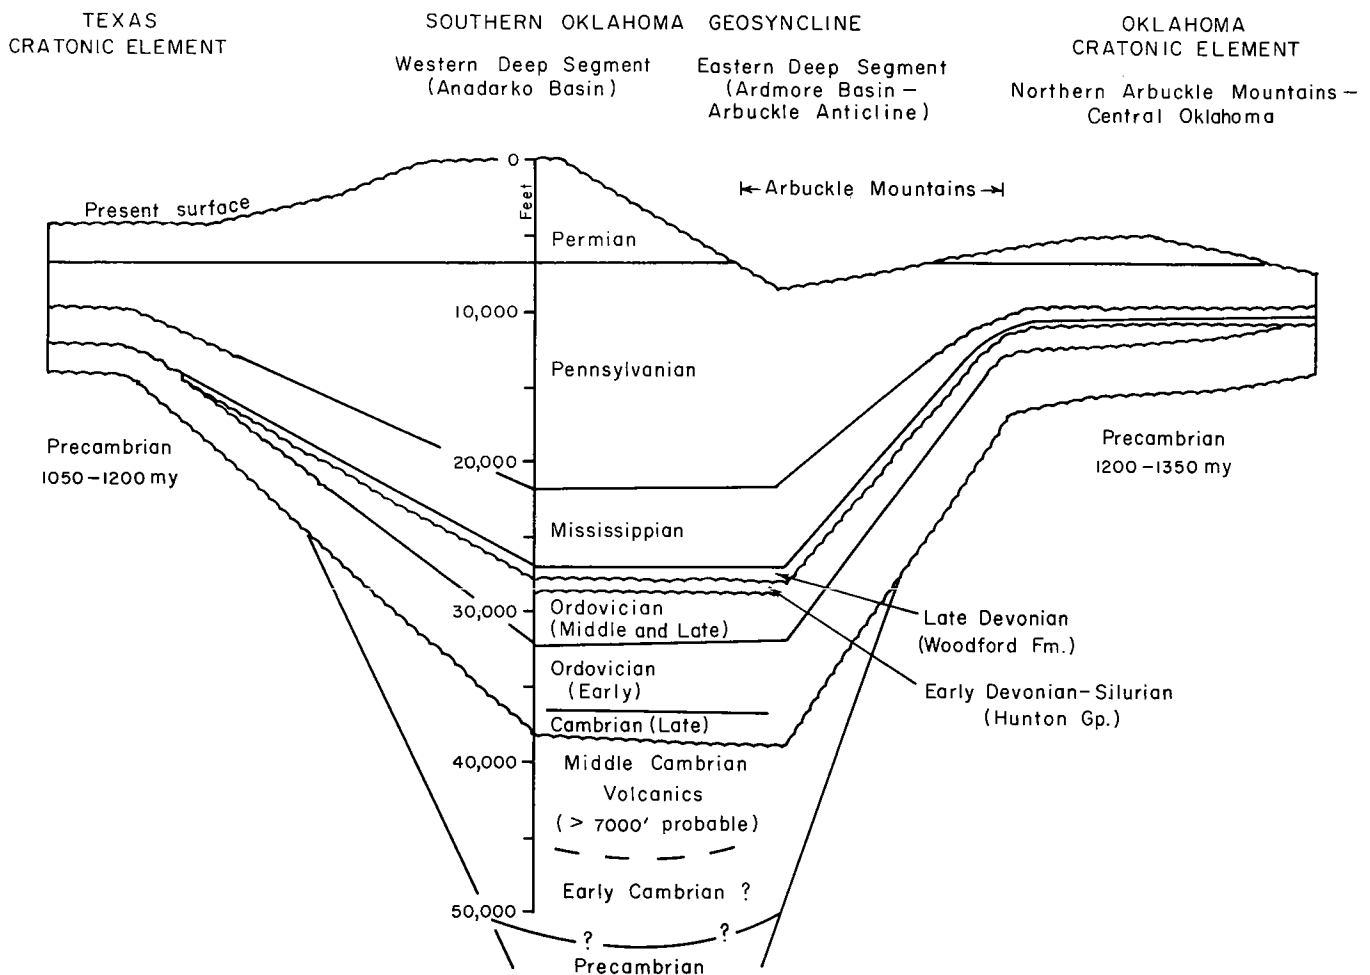 TEXAS
CRATONIC ELEMENT
SOUTHERN OKLAHOMA GEOSYNCLINE
Western Deep Segment
(Anadarko Basin)
Eastern Deep Segment
(Ardmore Basin –
Arbuckle Anticline)
OKLAHOMA
CRATONIC ELEMENT
Northern Arbuckle Mountains –
Central Oklahoma
0
Feet
Arbuckle Mountains
Present surface
Permian
10,000
Pennsylvanian
Precambrian
1050–1200 my
20,000
Precambrian
1200–1350 my
Mississippian
30,000
Ordovician
(Middle and Late)
Late Devonian
(Woodford Fm.)
Ordovician
(Early)
Early Devonian–Silurian
(Hunton Gp.)
Cambrian (Late)
40,000
Middle Cambrian
Volcanics
(> 7000' probable)
Early Cambrian ?
50,000
? ?
Precambrian